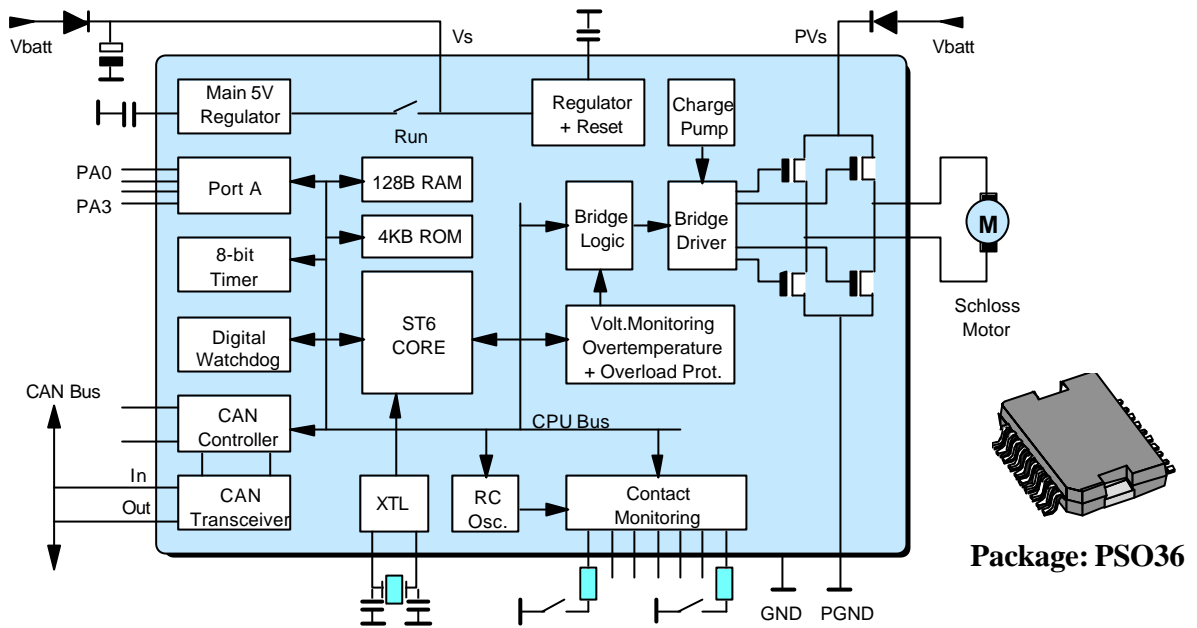 Vbatt
Vs
PVs
Vbatt
Main 5V
Regulator
Run
Regulator
+ Reset
Charge
Pump
PA0
PA3
Port A
128B RAM
4KB ROM
8-bit
Timer
Bridge
Logic
Bridge
Driver
M
Schloss
Motor
Digital
Watchdog
ST6
CORE
Volt.Monitoring
Overtemperature
+ Overload Prot.
CAN Bus
CAN
Controller
CPU Bus
In
Out
CAN
Transceiver
XTL
RC
Osc.
Contact
Monitoring
GND
PGND
Package: PSO36